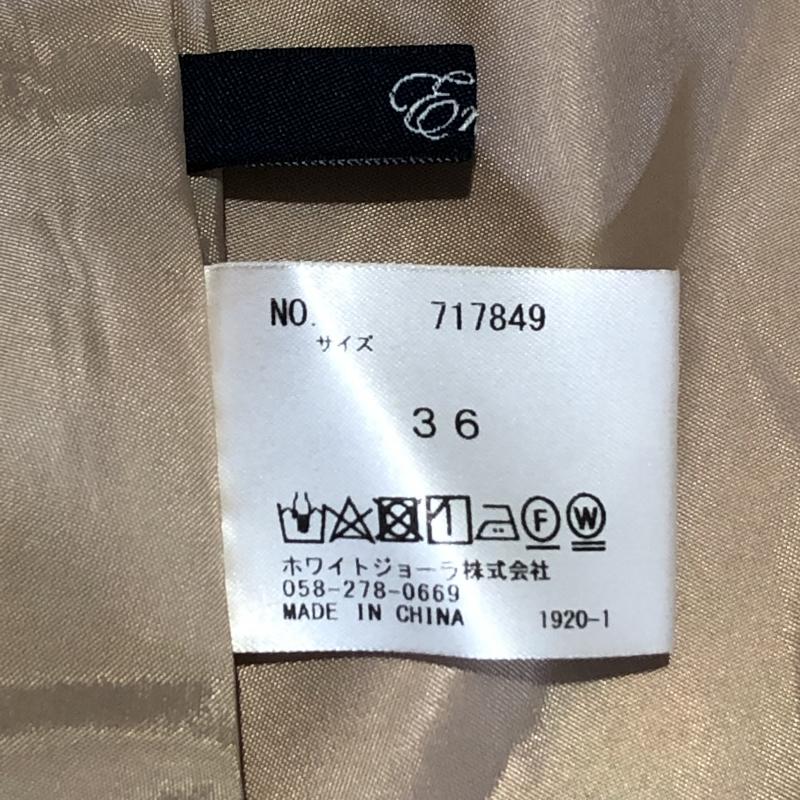 En
NO. 717849
サイズ
36
F W
ホワイトジョーラ株式会社
058-278-0669
MADE IN CHINA 1920-1